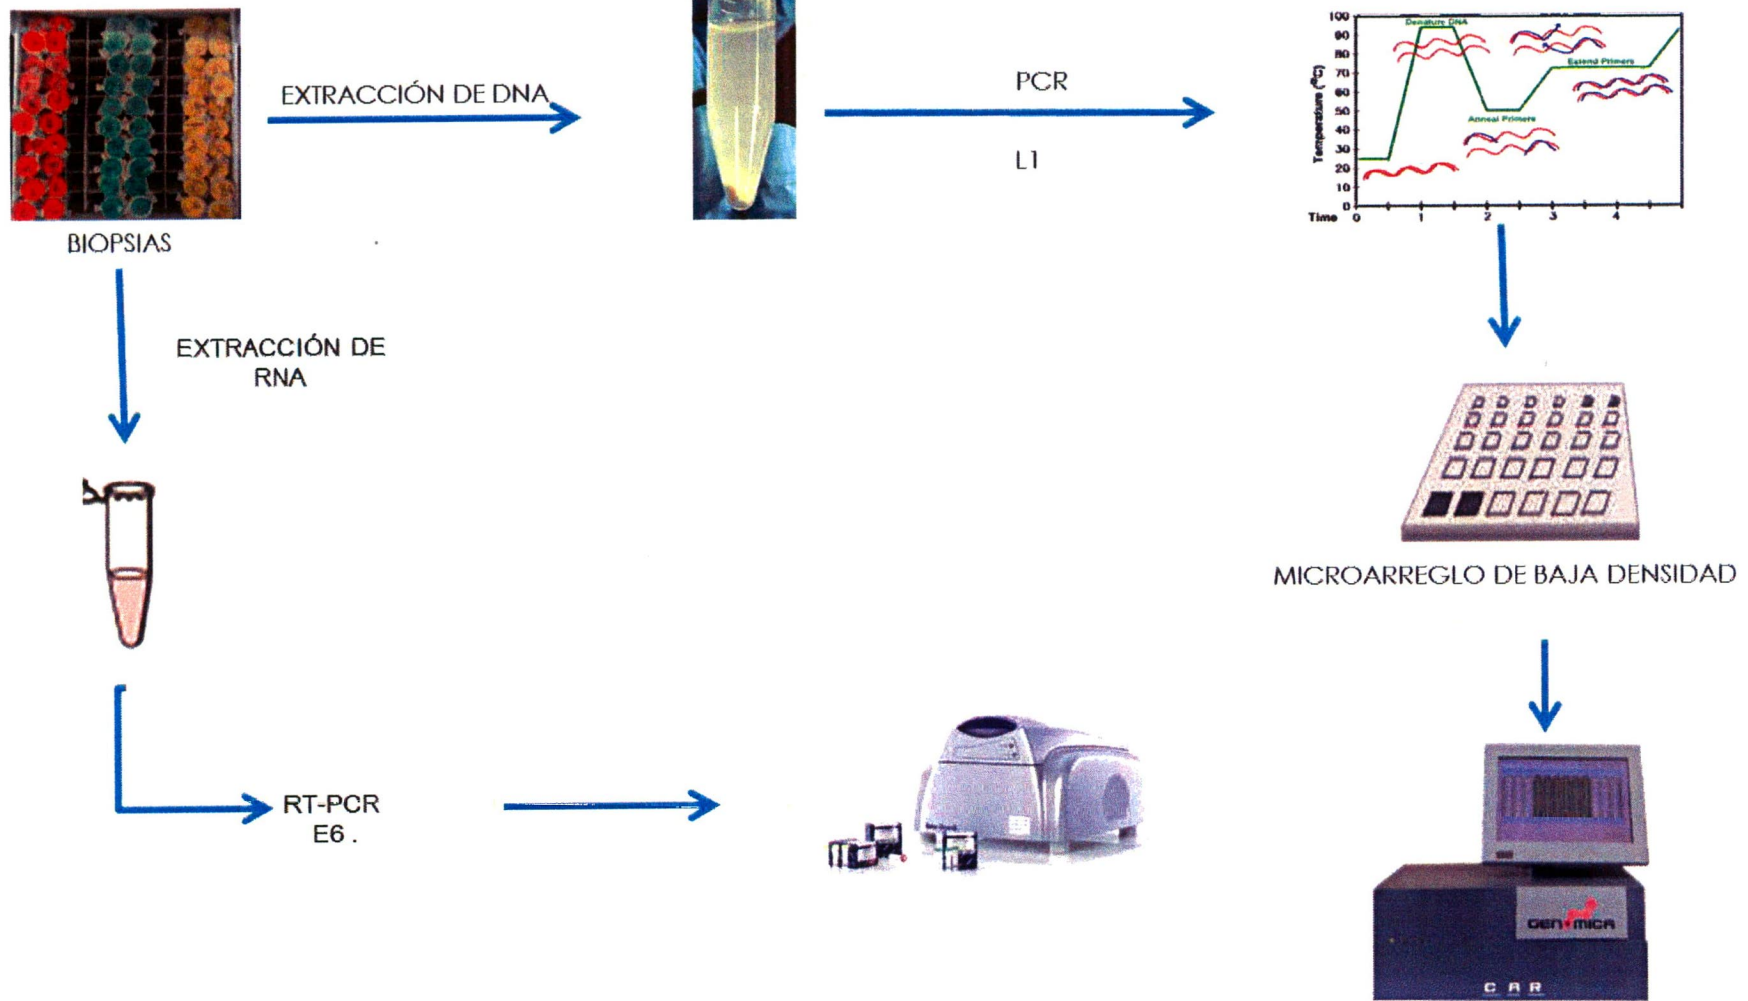 EXTRACCIÓN DE DNA
BIOPSIAS
PCR
L1
100
90
80
70
60
50
40
30
20
10
0
Temperature (ºC)
Denature DNA
Extend Primers
Anneal Primers
Time 0 1 2 3 4
EXTRACCIÓN DE
RNA
MICROARREGLO DE BAJA DENSIDAD
RT-PCR
E6 .
GENOMICA
C A R